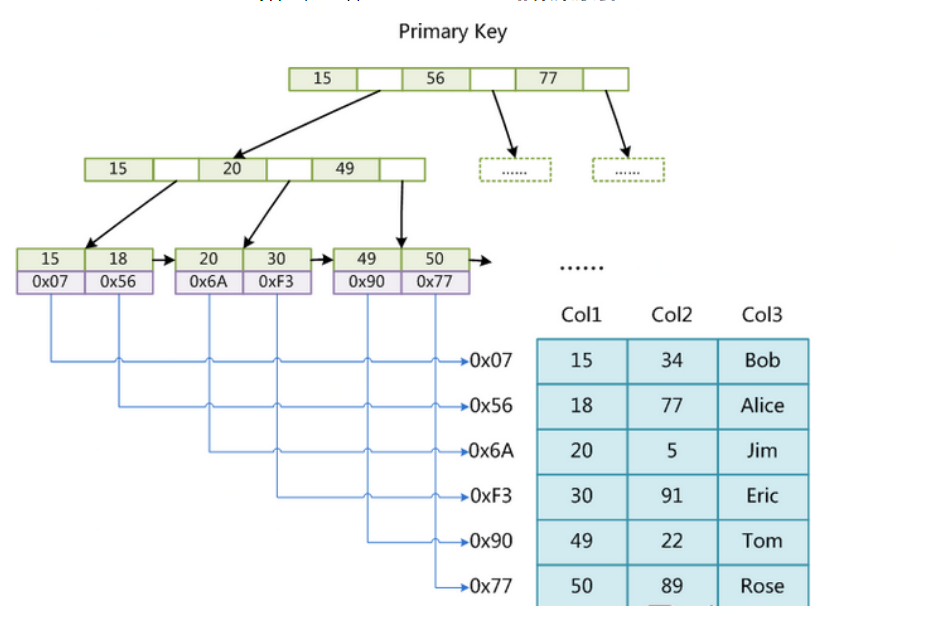 Primary Key
15 56 77
15 20 49
...... ......
15 18 20 30 49 50
0x07 0x56 0x6A 0xF3 0x90 0x77
......
Col1 Col2 Col3
0x07 15 34 Bob
0x56 18 77 Alice
0x6A 20 5 Jim
0xF3 30 91 Eric
0x90 49 22 Tom
0x77 50 89 Rose